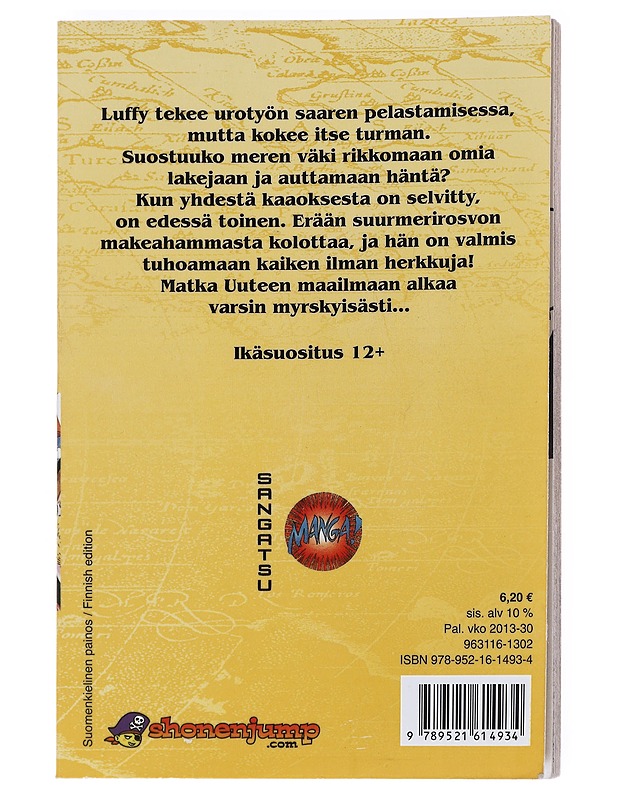 Luffy tekee urotyön saaren pelastamisessa,
mutta kokee itse turman.
Suostuuko meren väki rikkomaan omia
lakejaan ja auttamaan häntä?
Kun yhdestä kaaoksesta on selvitty,
on edessä toinen. Erään suurmerirosvon
makeahammasta kolottaa, ja hän on valmis
tuhoamaan kaiken ilman herkkuja!
Matka Uuteen maailmaan alkaa
varsin myrskyisästi...
Ikäsuositus 12+
SANGATSU
MANGA!
Suomenkielinen painos / Finnish edition
6,20 €
sis. alv 10 %
Pal. vko 2013-30
963116-1302
ISBN 978-952-16-1493-4
shonenjump
.com
9 789521 614934